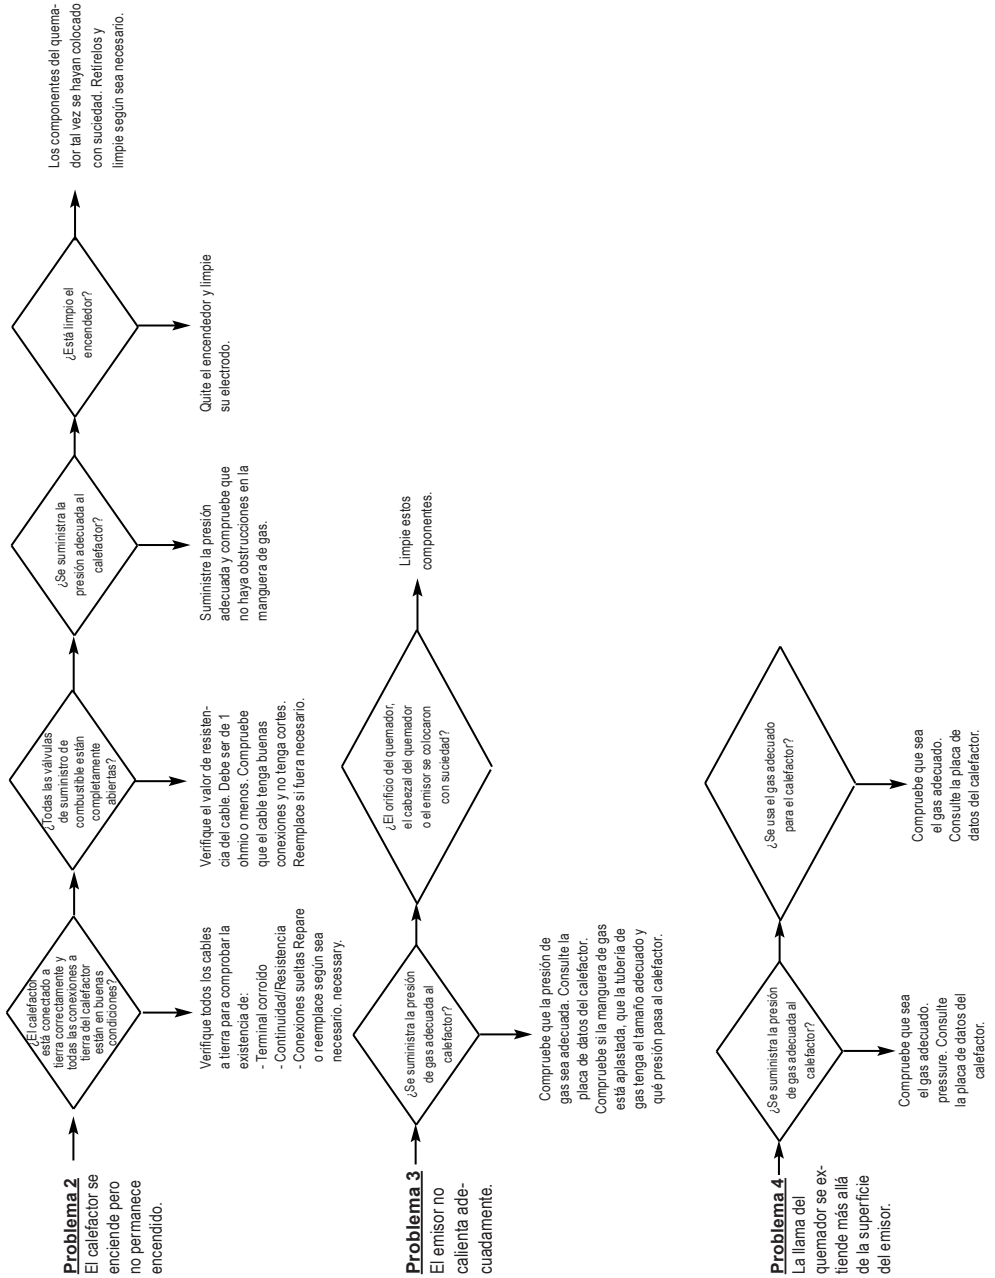 Problema 2
El calefactor se
enciende pero
no permanece
encendido.
¿El calefactor
está conectado a
tierra correctamente y
todas las conexiones a
tierra del calefactor
están en buenas
condiciones?
Verifique todos los cables
a tierra para comprobar la
existencia de:
- Terminal corroído
- Continuidad/Resistencia
- Conexiones sueltas Repare
o reemplace según sea
necesario. necessary.
¿Todas las válvulas
de suministro de
combustible están
completamente
abiertas?
Verifique el valor de resisten-
cia del cable. Debe ser de 1
ohmio o menos. Compruebe
que el cable tenga buenas
conexiones y no tenga cortes.
Reemplace si fuera necesario.
¿Se suministra la
presión adecuada al
calefactor?
Suministre la presión
adecuada y compruebe que
no haya obstrucciones en la
manguera de gas.
¿Está limpio el
encendedor?
Quite el encendedor y limpie
su electrodo.
Los componentes del quema-
dor tal vez se hayan colocado
con suciedad. Retírelos y
limpie según sea necesario.
Problema 3
El emisor no
calienta ade-
cuadamente.
¿Se suministra la presión
de gas adecuada al
calefactor?
Compruebe que la presión de
gas sea adecuada. Consulte la
placa de datos del calefactor.
Compruebe si la manguera de gas
está aplastada, que la tubería de
gas tenga el tamaño adecuado y
qué presión pasa al calefactor.
¿El orificio del quemador,
el cabezal del quemador
o el emisor se colocaron
con suciedad?
Limpie estos
componentes.
Problema 4
La llama del
quemador se ex-
tiende más allá
de la superficie
del emisor.
¿Se suministra la presión
de gas adecuada al
calefactor?
Compruebe que sea
el gas adecuado.
pressure. Consulte
la placa de datos del
calefactor.
¿Se usa el gas adecuado
para el calefactor?
Compruebe que sea
el gas adecuado.
Consulte la placa de
datos del calefactor.